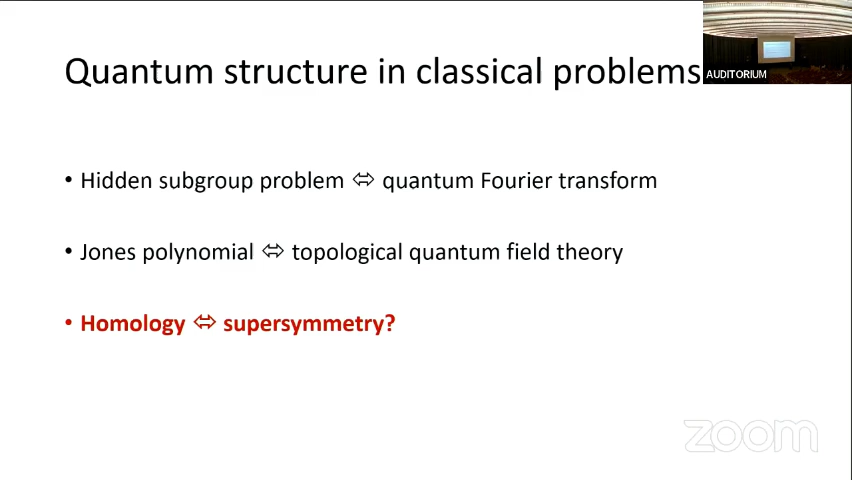 Quantum structure in classical problems
AUDITORIUM
• Hidden subgroup problem ⇔ quantum Fourier transform
• Jones polynomial ⇔ topological quantum field theory
• Homology ⇔ supersymmetry?
zoom